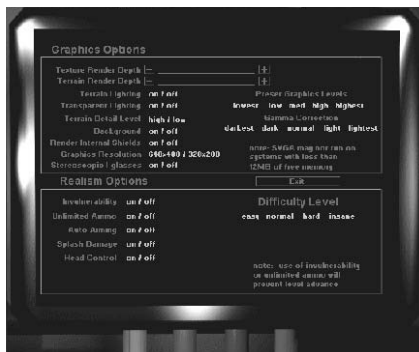 Graphics Options
Texture Render Depth
Terrain Render Depth
Terrain Lighting on / off
Transparent Lighting on / off
Terrain Detail Level high / low
Background on / off
Render Internal Shields on / off
Graphics Resolution 640x480 / 320x200
Stereoscopic I glasses on / off
Preset Graphics Levels
lowest low med high highest
Gamma Correction
darkest dark normal light lightest
note: SVGA may not run on
systems with less than
12MB of free memory
Exit
Realism Options
Invulnerability on / off
Unlimited Ammo on / off
Auto Aiming on / off
Splash Damage on / off
Head Control on / off
Difficulty Level
easy normal hard insane
note: use of invulnerability
or unlimited ammo will
prevent level advance